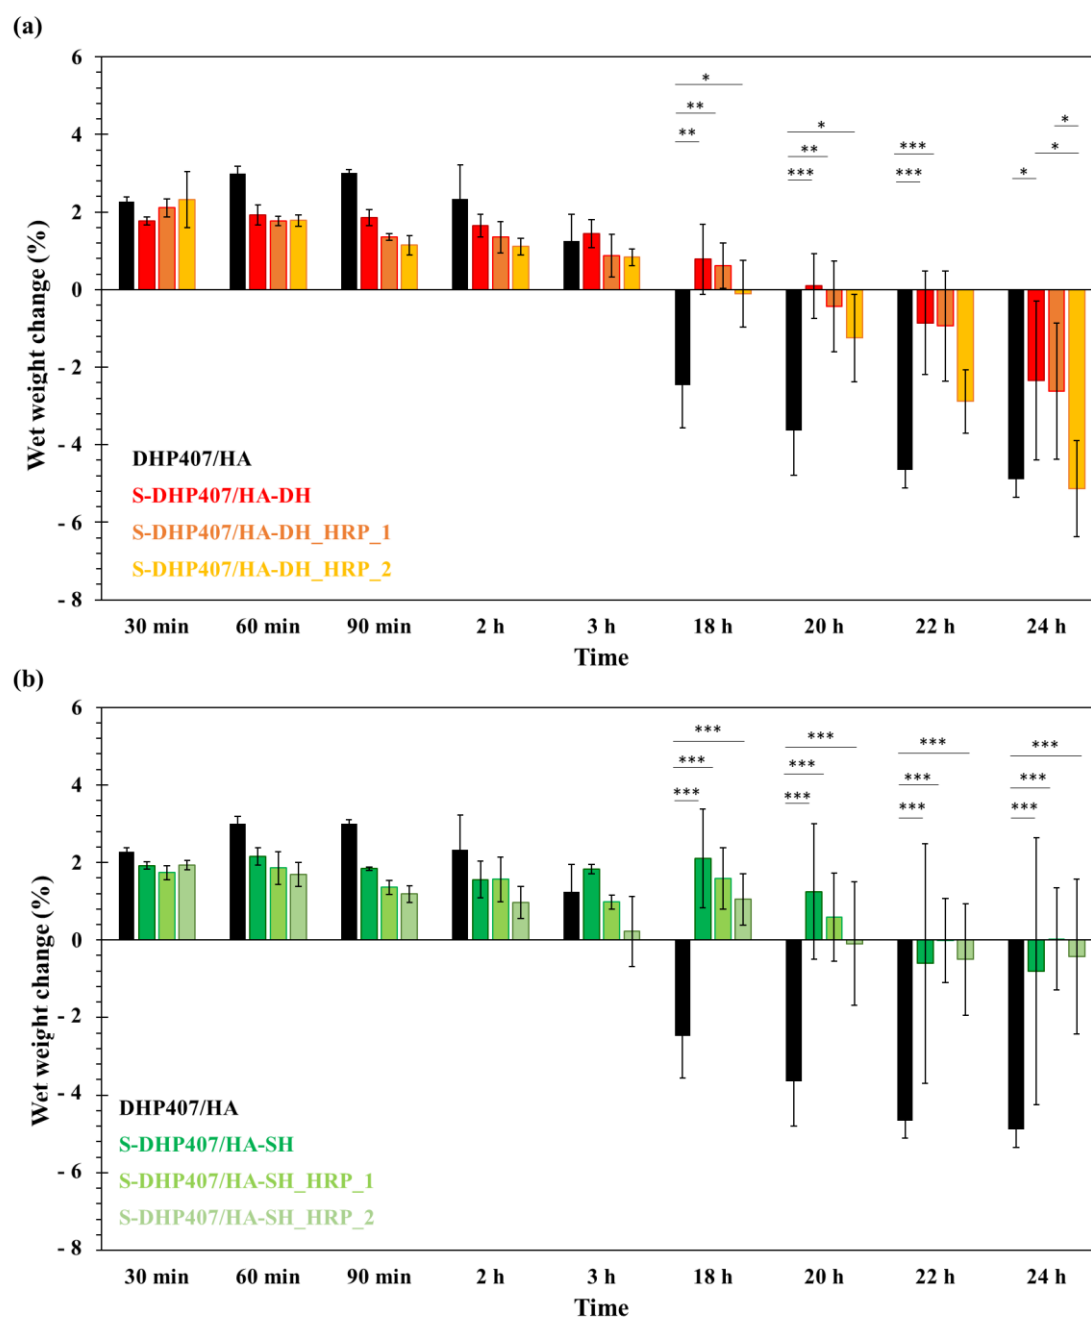 (a)
6
4
2
0
- 2
- 4
- 6
- 8
Wet weight change (%)
*
**
**
*
**
***
***
***
*
*
*
DHP407/HA
S-DHP407/HA-DH
S-DHP407/HA-DH_HRP_1
S-DHP407/HA-DH_HRP_2
30 min 60 min 90 min 2 h 3 h 18 h 20 h 22 h 24 h
Time
(b)
6
4
2
0
- 2
- 4
- 6
- 8
Wet weight change (%)
***
***
***
***
***
***
***
***
***
***
***
***
DHP407/HA
S-DHP407/HA-SH
S-DHP407/HA-SH_HRP_1
S-DHP407/HA-SH_HRP_2
30 min 60 min 90 min 2 h 3 h 18 h 20 h 22 h 24 h
Time